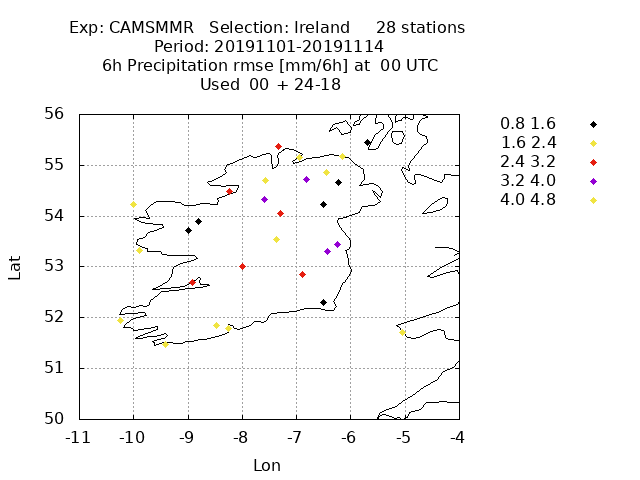 Exp: CAMSMMR   Selection: Ireland     28 stations
Period: 20191101-20191114
6h Precipitation rmse [mm/6h] at  00 UTC
Used  00 + 24-18
0.8 1.6
1.6 2.4
2.4 3.2
3.2 4.0
4.0 4.8
56
55
54
53
52
51
50
Lat
-11 -10 -9 -8 -7 -6 -5 -4
Lon